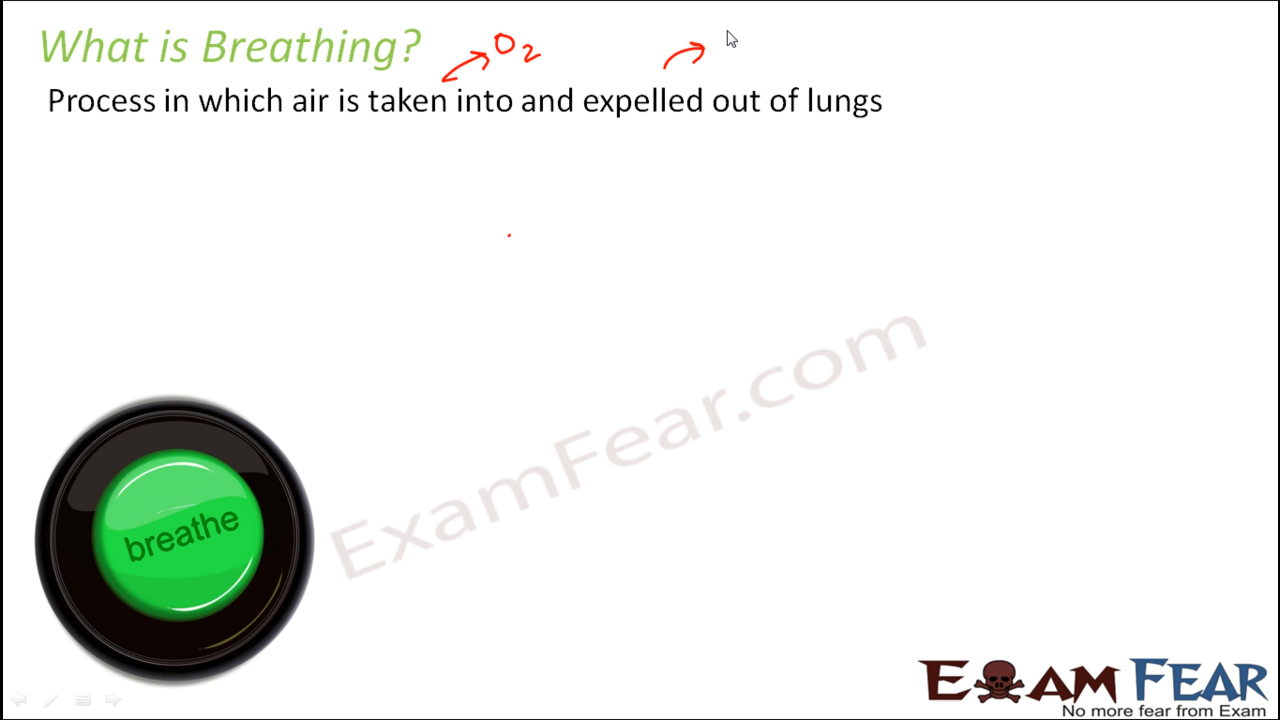 What is Breathing?
O2
Process in which air is taken into and expelled out of lungs
ExamFear.com
breathe
EXAM FEAR
No more fear from Exam